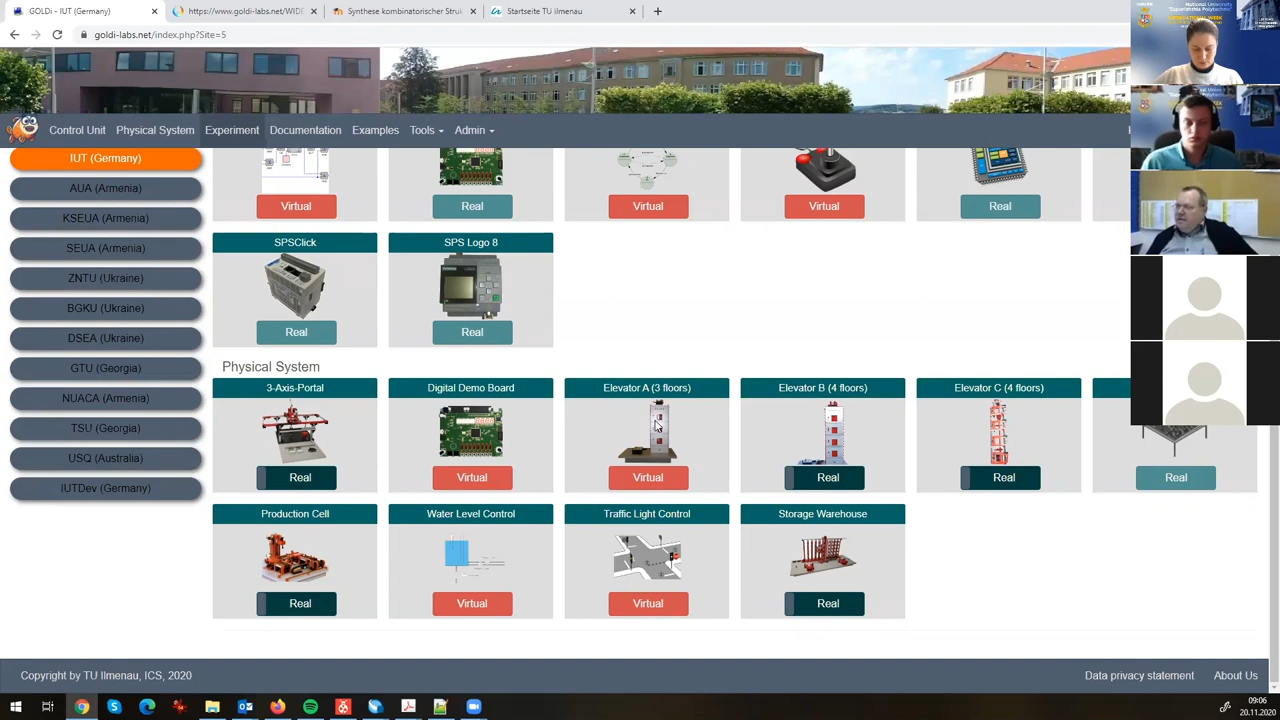 GOLDi - IUT (Germany)
https://www.goldi-labs.net/WIDE
Synthese kombinatorischer Struk
Startseite TU ilmenau
goldi-labs.net/index.php?Site=5
Control Unit
Physical System
Experiment
Documentation
Examples
Tools
Admin
IUT (Germany)
AUA (Armenia)
KSEUA (Armenia)
SEUA (Armenia)
ZNTU (Ukraine)
BGKU (Ukraine)
DSEA (Ukraine)
GTU (Georgia)
NUACA (Armenia)
TSU (Georgia)
USQ (Australia)
IUTDev (Germany)
Virtual
Real
Virtual
Virtual
Real
SPSClick
SPS Logo 8
Real
Real
Physical System
3-Axis-Portal
Digital Demo Board
Elevator A (3 floors)
Elevator B (4 floors)
Elevator C (4 floors)
Real
Virtual
Virtual
Real
Real
Real
Production Cell
Water Level Control
Traffic Light Control
Storage Warehouse
Real
Virtual
Virtual
Real
Copyright by TU Ilmenau, ICS, 2020
Data privacy statement
About Us
09:06
20.11.2020
National University